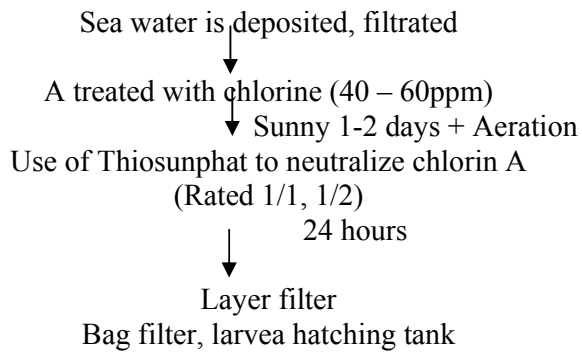 Sea water is deposited, filtrated
A treated with chlorine (40 – 60ppm)
Sunny 1-2 days + Aeration
Use of Thiosunphat to neutralize chlorin A
(Rated 1/1, 1/2)
24 hours
Layer filter
Bag filter, larvea hatching tank